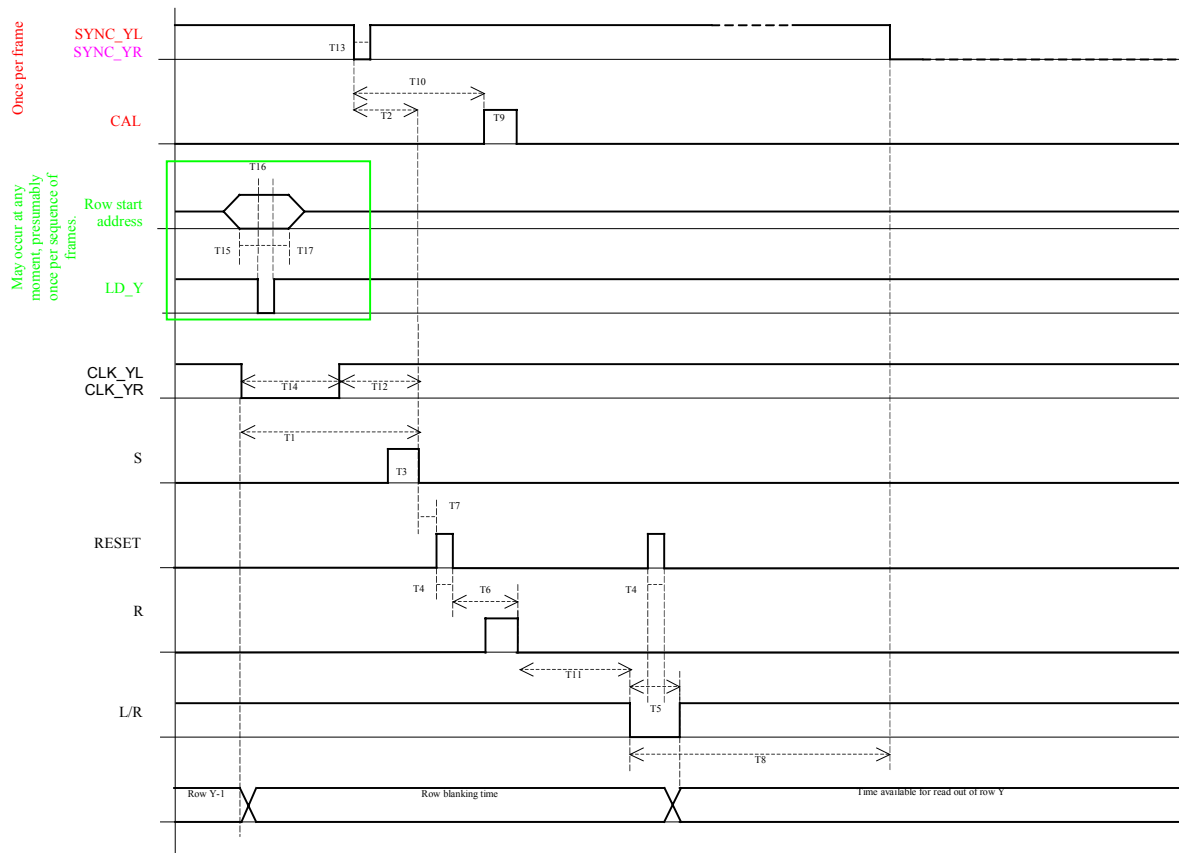 Once per frame
SYNC_YL
SYNC_YR
T13
T10
T2
CAL
T9
May occur at any
moment, presumably
once per sequence of
frames.
T16
Row start
address
T15
T17
LD_Y
CLK_YL
CLK_YR
T14
T12
T1
S
T3
T7
RESET
T4
T6
T4
R
T11
L/R
T5
T8
Row Y-1
Row blanking time
Time available for read out of row Y